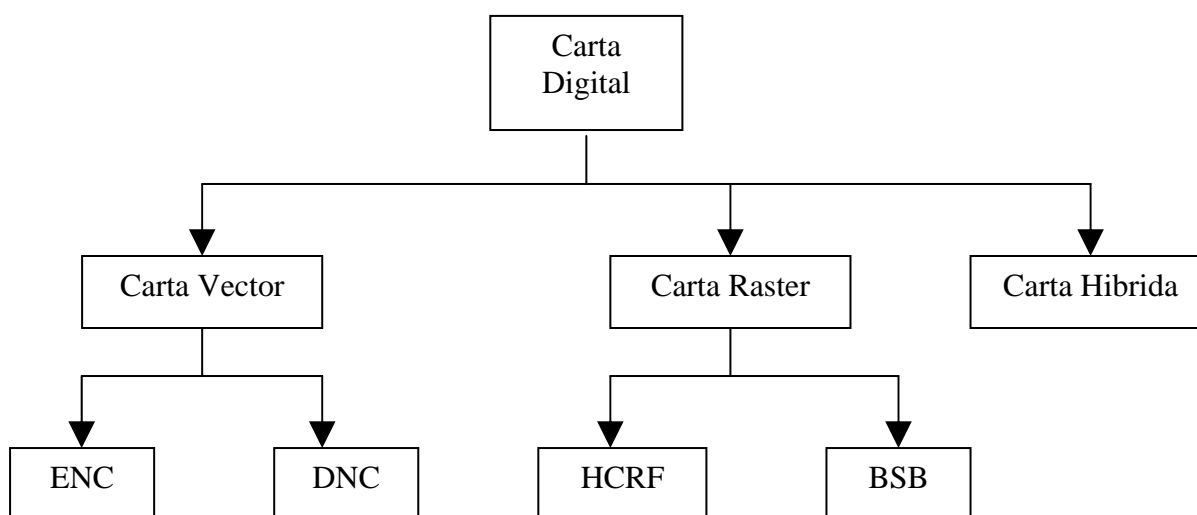 Carta
Digital
Carta Vector
Carta Raster
Carta Hibrida
ENC
DNC
HCRF
BSB